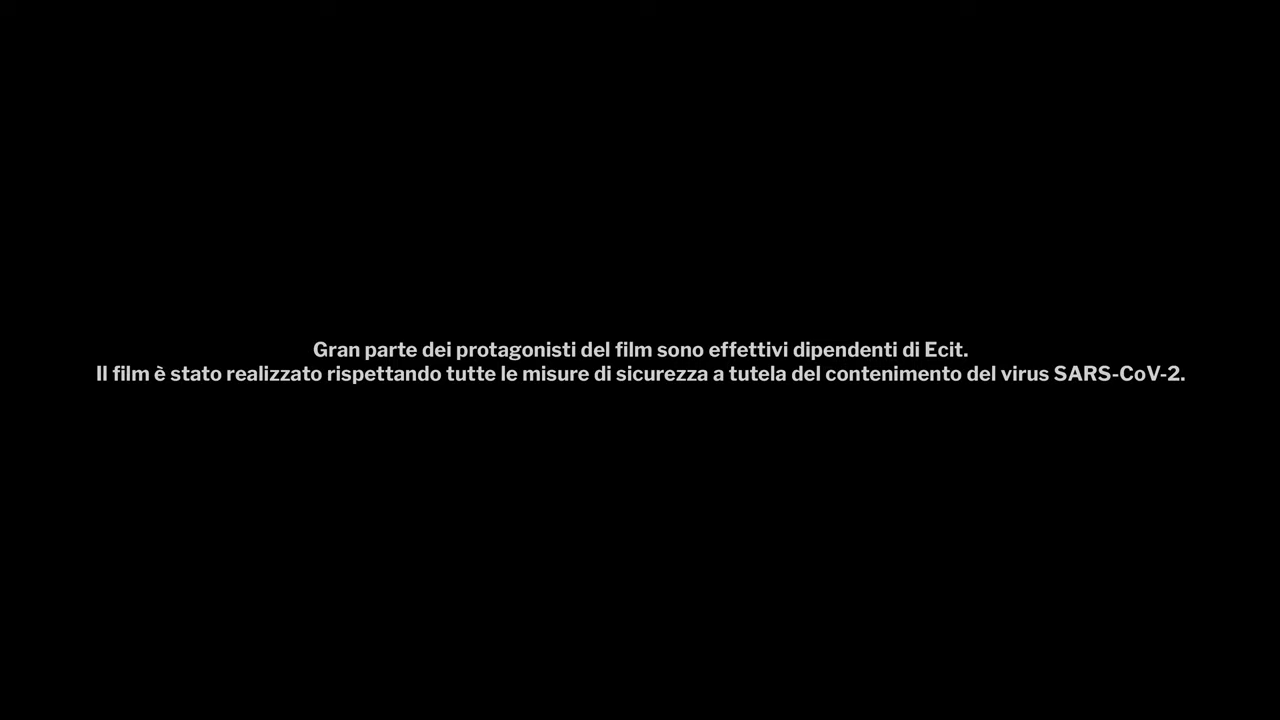 Gran parte dei protagonisti del film sono effettivi dipendenti di Ecit.
Il film è stato realizzato rispettando tutte le misure di sicurezza a tutela del contenimento del virus SARS-CoV-2.